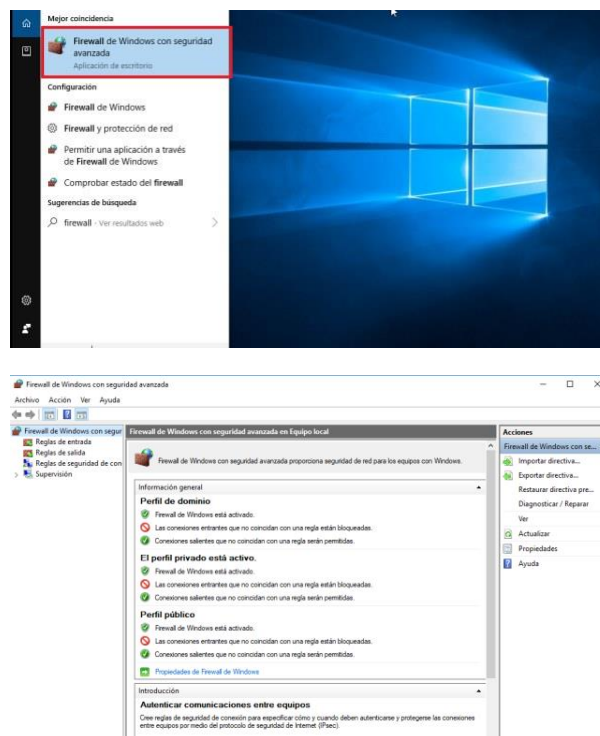 Mejor coincidencia
Firewall de Windows con seguridad
avanzada
Aplicación de escritorio
Configuración
Firewall de Windows
Firewall y protección de red
Permitir una aplicación a través
de Firewall de Windows
Comprobar estado del firewall
Sugerencias de búsqueda
firewall - Ver resultados web
Firewall de Windows con seguridad avanzada
Archivo Acción Ver Ayuda
Firewall de Windows con segur
Reglas de entrada
Reglas de salida
Reglas de seguridad de con
Supervisión
Firewall de Windows con seguridad avanzada en Equipo local
Firewall de Windows con seguridad avanzada proporciona seguridad de red para los equipos con Windows.
Información general
Perfil de dominio
Firewall de Windows está activado.
Las conexiones entrantes que no coincidan con una regla están bloqueadas.
Conexiones salientes que no coincidan con una regla serán permitidas.
El perfil privado está activo.
Firewall de Windows está activado.
Las conexiones entrantes que no coincidan con una regla están bloqueadas.
Conexiones salientes que no coincidan con una regla serán permitidas.
Perfil público
Firewall de Windows está activado.
Las conexiones entrantes que no coincidan con una regla están bloqueadas.
Conexiones salientes que no coincidan con una regla serán permitidas.
Propiedades de Firewall de Windows
Introducción
Autenticar comunicaciones entre equipos
Cree reglas de seguridad de conexión para especificar cómo y cuando deben autenticarse y protegerse las conexiones
entre equipos por medio del protocolo de seguridad de Internet (IPsec).
Acciones
Firewall de Windows con se...
Importar directiva...
Exportar directiva...
Restaurar directiva pre...
Diagnosticar / Reparar
Ver
Actualizar
Propiedades
Ayuda